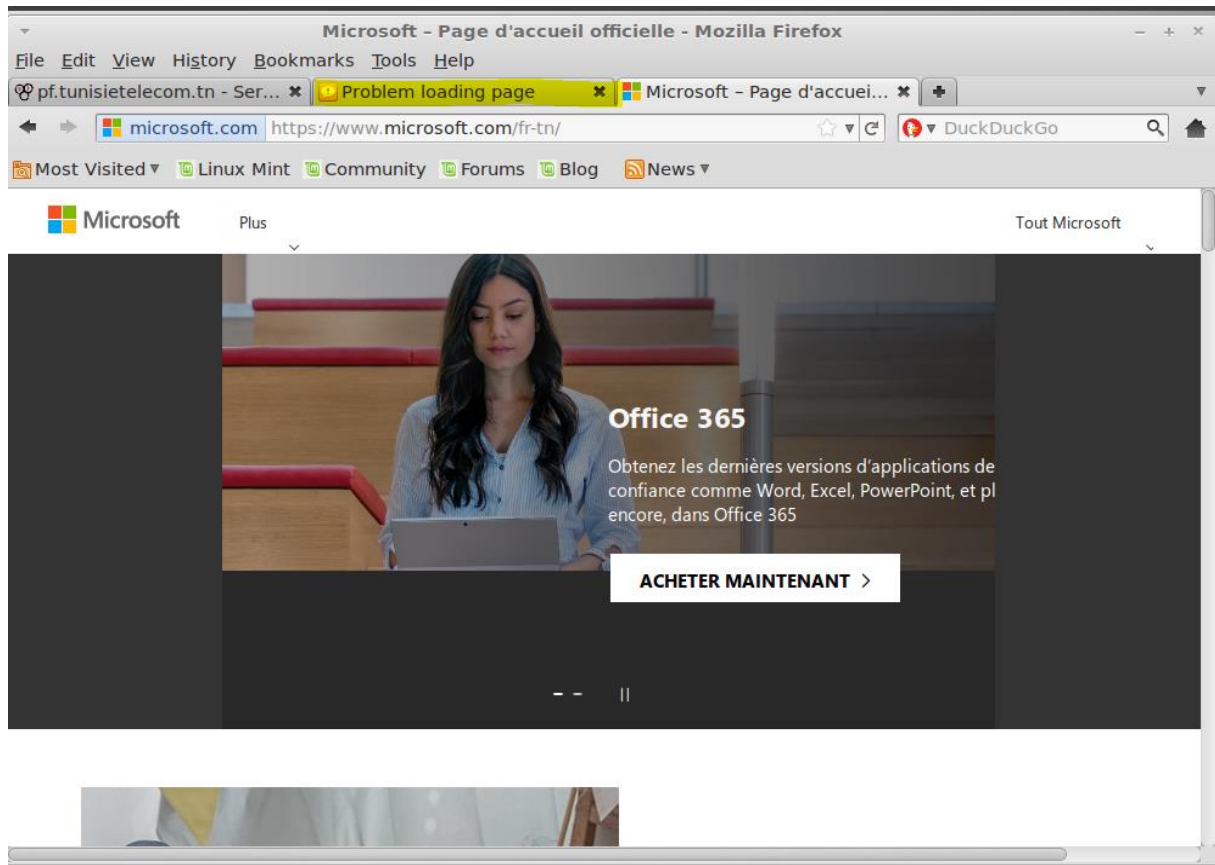 Microsoft – Page d'accueil officielle - Mozilla Firefox
File Edit View History Bookmarks Tools Help
pf.tunisietelecom.tn - Ser... Problem loading page Microsoft – Page d'accuei...
microsoft.com https://www.microsoft.com/fr-tn/ DuckDuckGo
Most Visited Linux Mint Community Forums Blog News
Microsoft Plus Tout Microsoft
Office 365
Obtenez les dernières versions d'applications de
confiance comme Word, Excel, PowerPoint, et pl
encore, dans Office 365
ACHETER MAINTENANT >